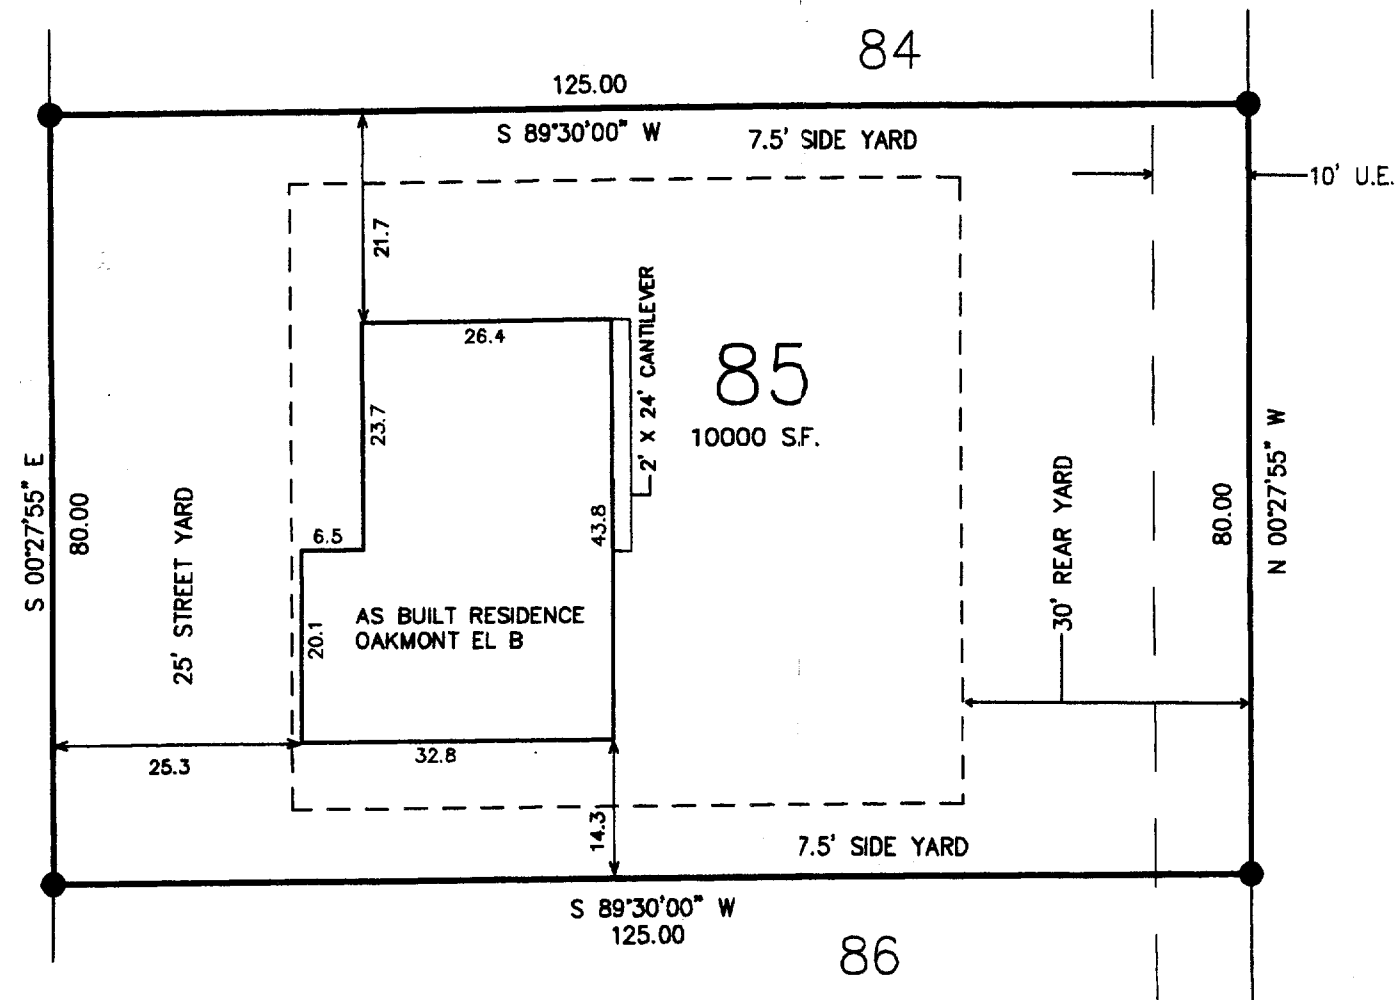 84
125.00
S 89°30'00" W
7.5' SIDE YARD
10' U.E.
21.7
2' X 24' CANTILEVER
26.4
85
10000 S.F.
23.7
S 00°27'55" E
80.00
25' STREET YARD
6.5
43.8
30' REAR YARD
80.00
N 00°27'55" W
20.1
AS BUILT RESIDENCE
OAKMONT EL B
25.3
32.8
14.3
7.5' SIDE YARD
S 89°30'00" W
125.00
86